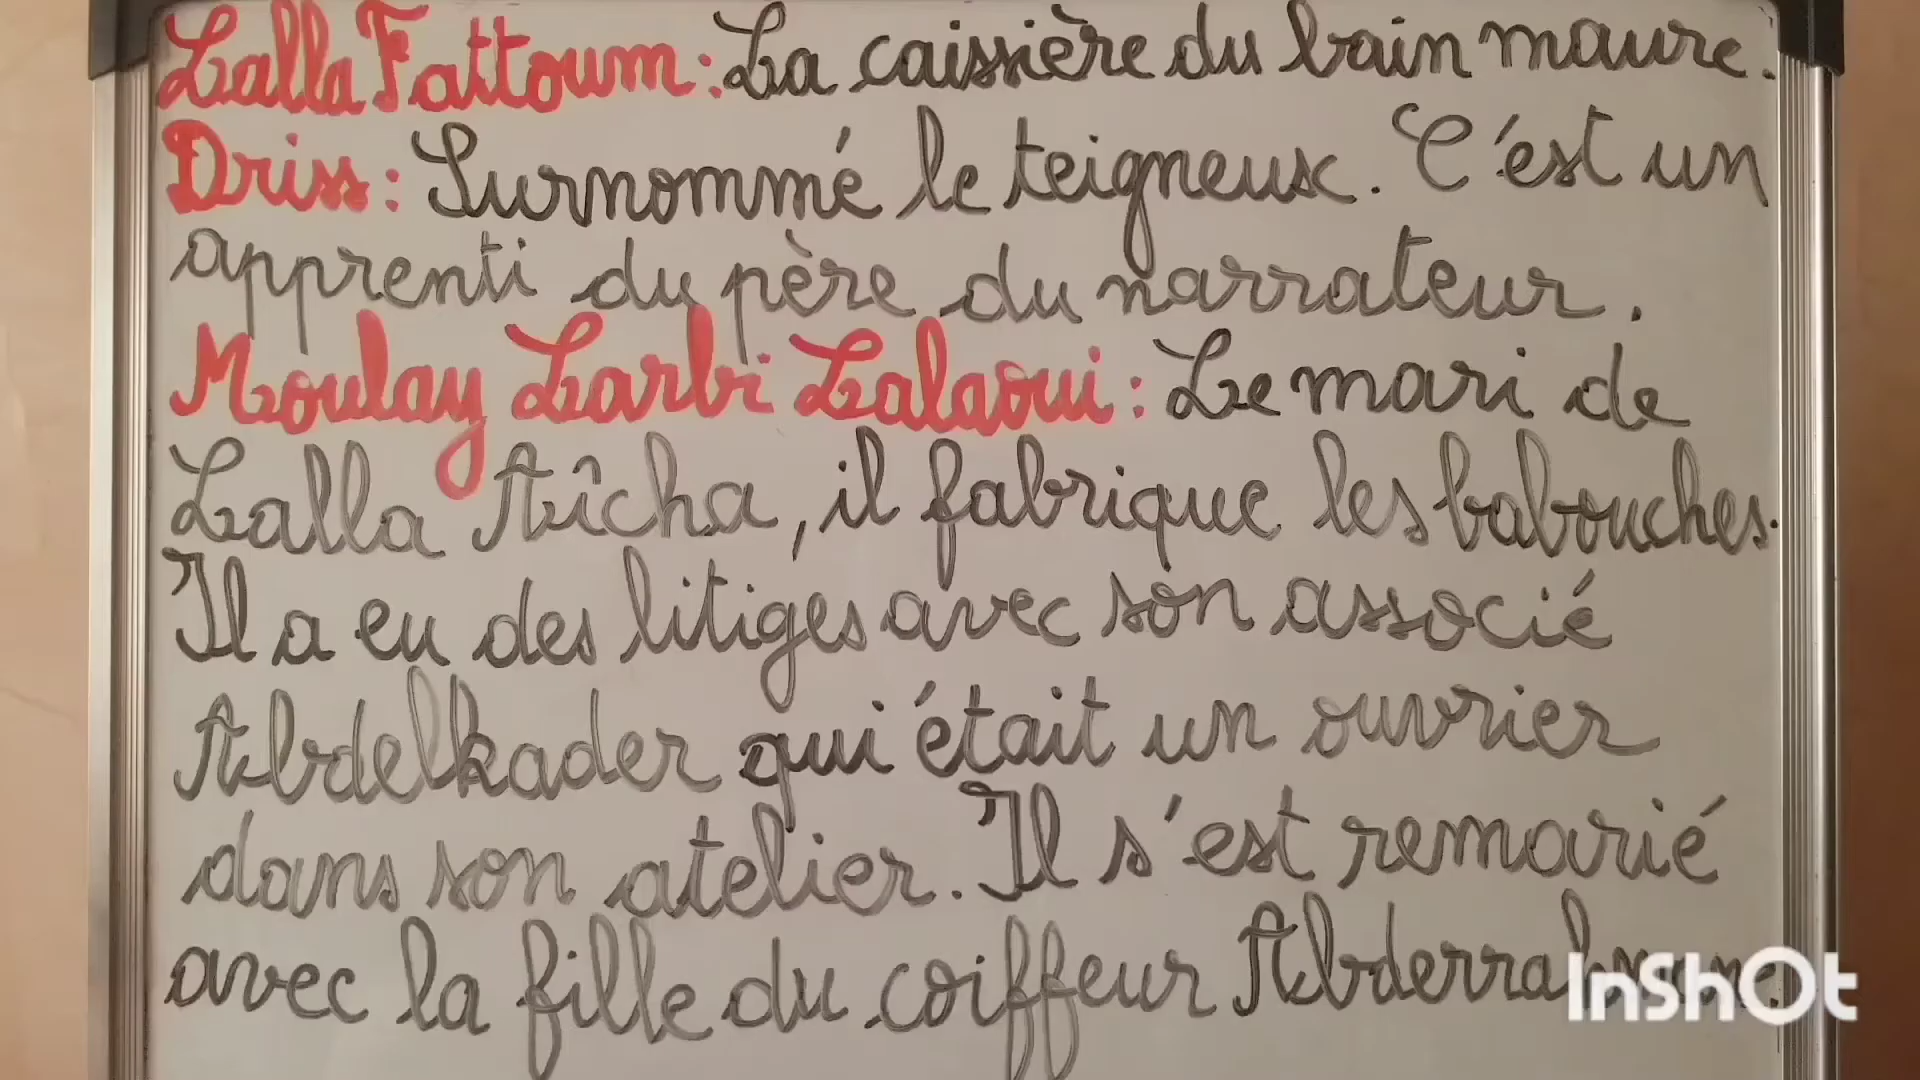 Lalla Fattoum: La caissière du bain maure.
Driss: Surnommé le teigneux. C'est un
apprenti du père du narrateur.
Moulay Larbi Lalaoui: Le mari de
Lalla Aîcha, il fabrique les babouches.
Il a eu des litiges avec son associé
Abdelkader qui était un ouvrier
dans son atelier. Il s'est remarié
avec la fille du coiffeur Abderrahmane.
InShOt